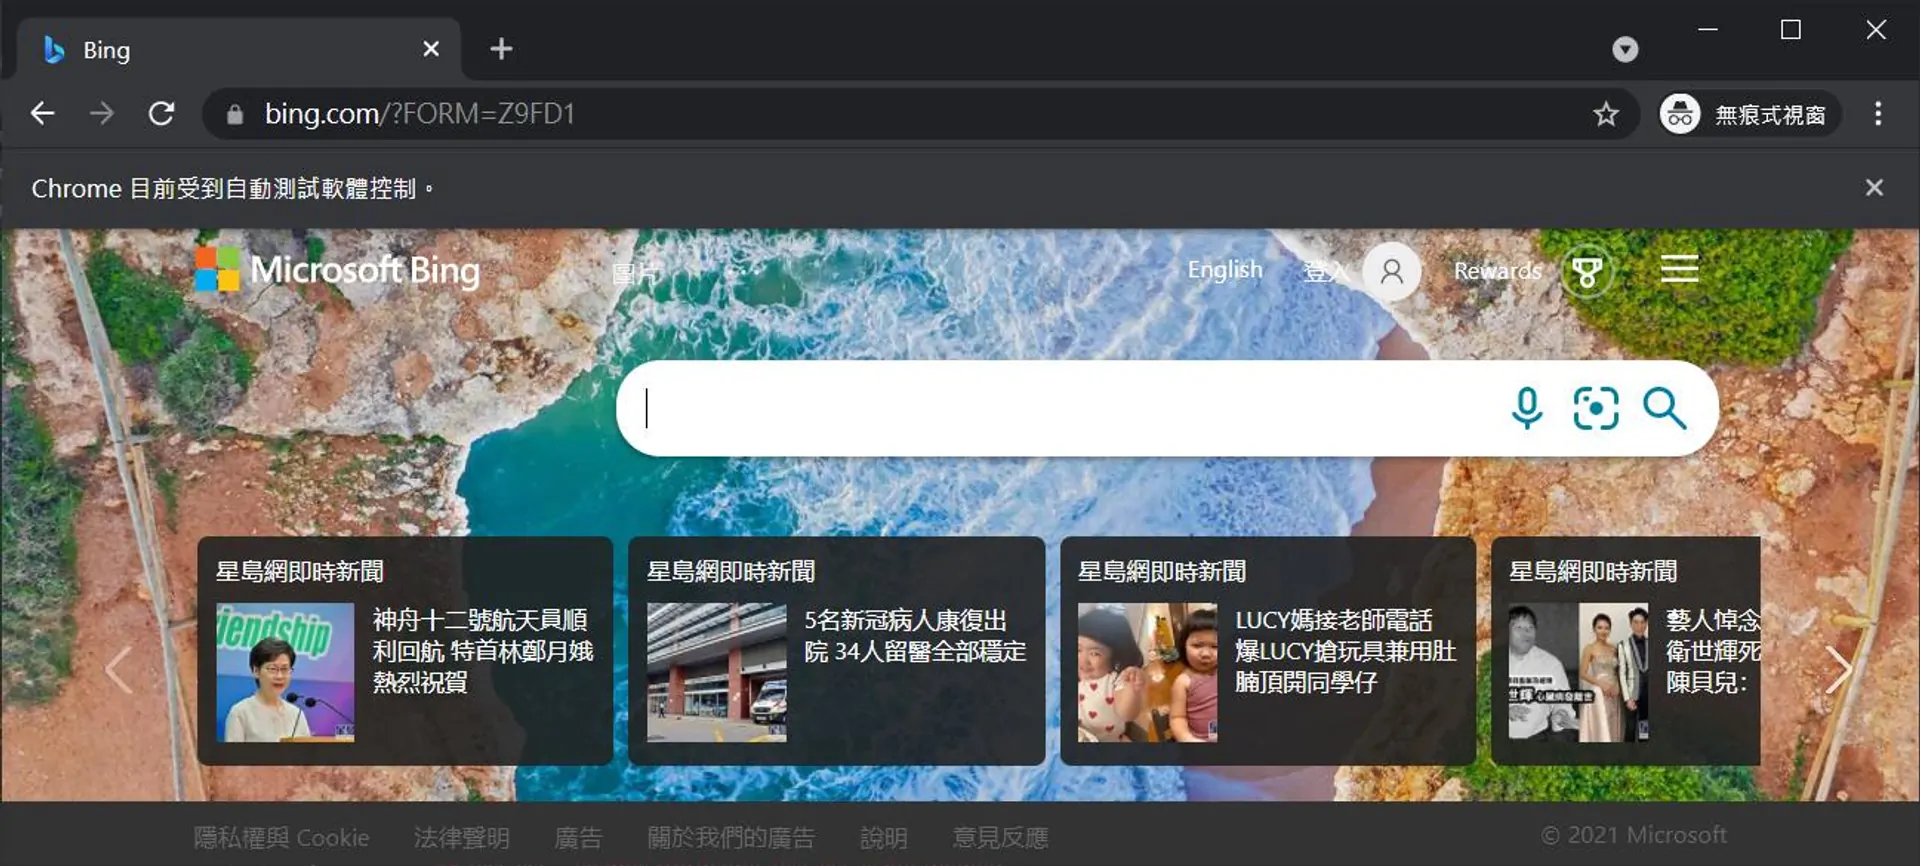 Bing
bing.com/?FORM=Z9FD1
無痕式視窗
Chrome 目前受到自動測試軟體控制。
Microsoft Bing
圖片
English
登入
Rewards
星島網即時新聞
神舟十二號航天員順
利回航 特首林鄭月娥
熱烈祝賀
星島網即時新聞
5名新冠病人康復出
院 34人留醫全部穩定
星島網即時新聞
LUCY媽接老師電話
爆LUCY搶玩具兼用肚
腩頂開同學仔
星島網即時新聞
藝人悼念
衛世輝死
陳貝兒：
隱私權與 Cookie
法律聲明
廣告
關於我們的廣告
說明
意見反應
© 2021 Microsoft